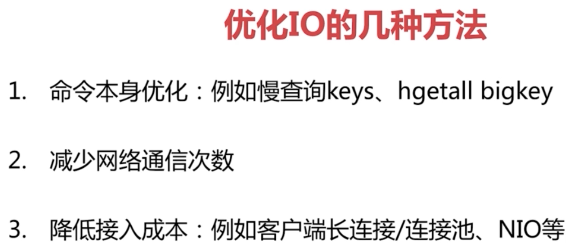 优化IO的几种方法
1. 命令本身优化：例如慢查询keys、hgetall bigkey
2. 减少网络通信次数
3. 降低接入成本：例如客户端长连接/连接池、NIO等